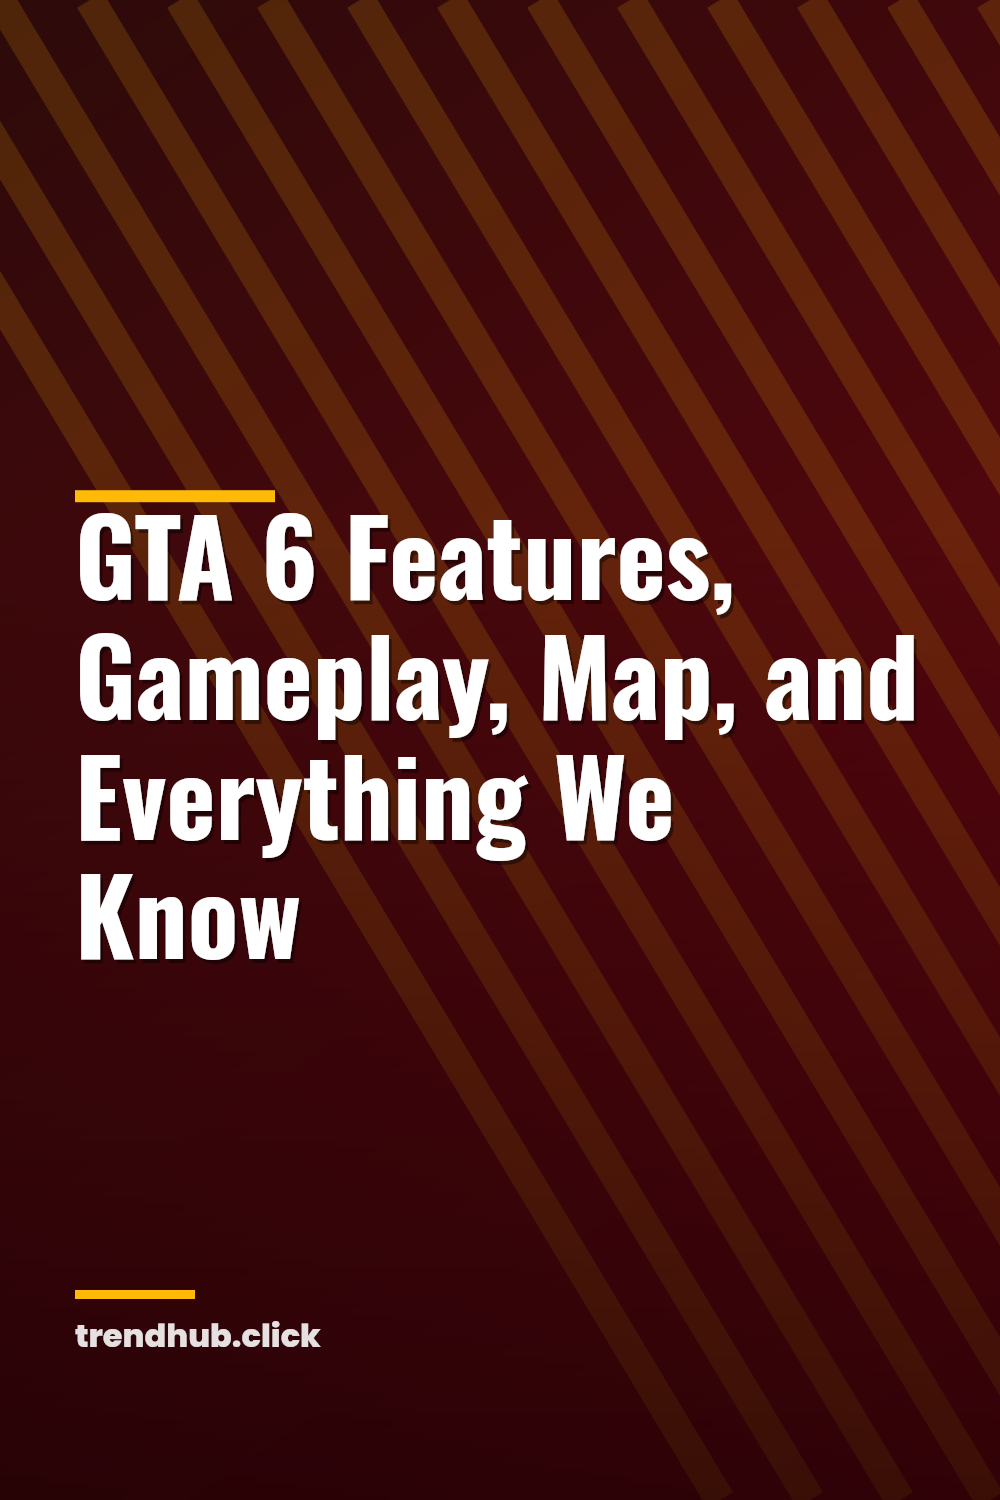 GTA 6 Features,
Gameplay, Map, and
Everything We
Know
trendhub.click